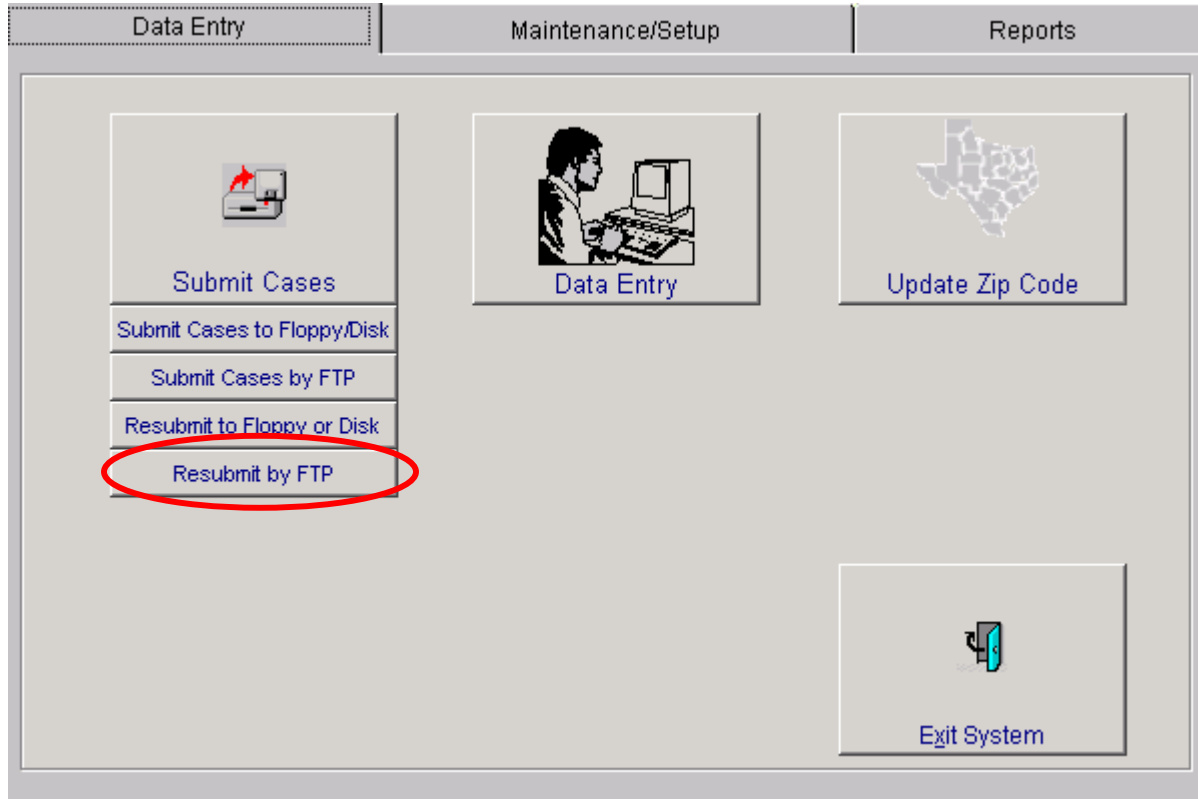 Data Entry
Maintenance/Setup
Reports
Submit Cases
Data Entry
Update Zip Code
Submit Cases to Floppy/Disk
Submit Cases by FTP
Resubmit to Floppy or Disk
Resubmit by FTP
Exit System